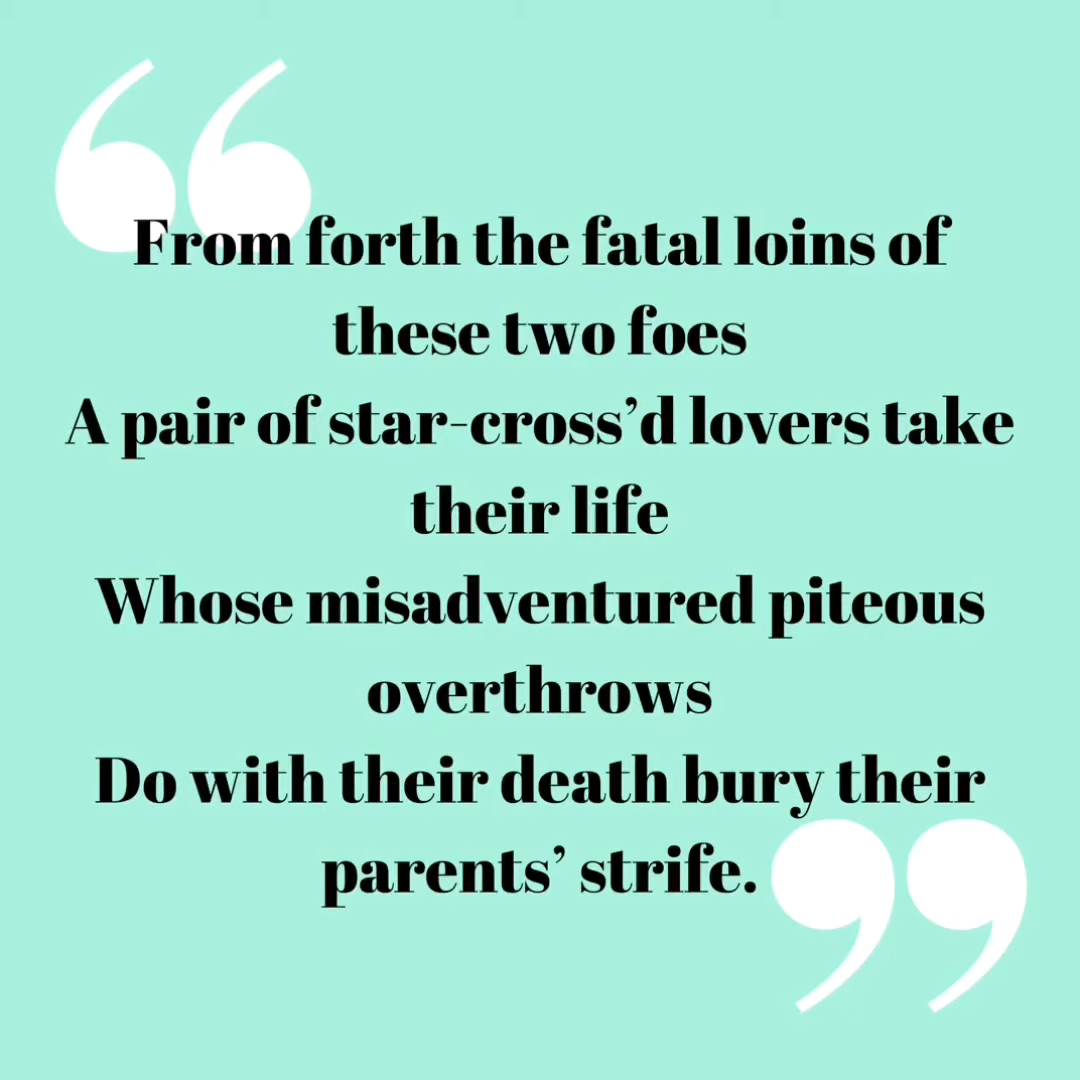 From forth the fatal loins of
these two foes
A pair of star-cross’d lovers take
their life
Whose misadventured piteous
overthrows
Do with their death bury their
parents’ strife.